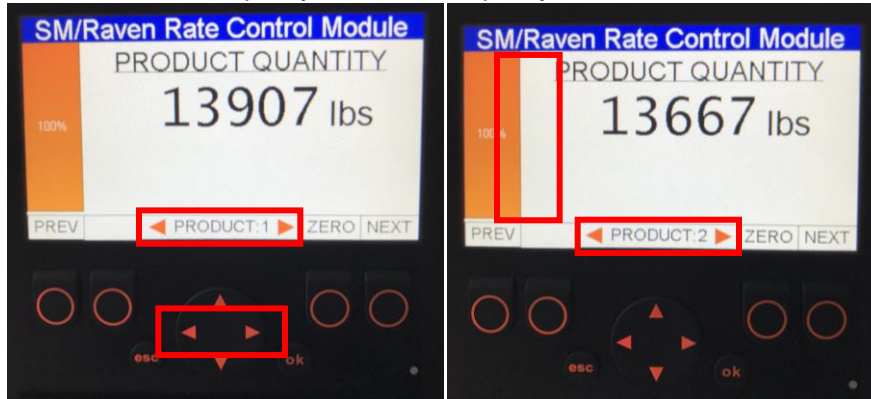 SM/Raven Rate Control Module
PRODUCT QUANTITY
13907 lbs
100%
PREV
PRODUCT:1
ZERO
NEXT
esc
ok
SM/Raven Rate Control Module
PRODUCT QUANTITY
13667 lbs
100%
PREV
PRODUCT:2
ZERO
NEXT
esc
ok